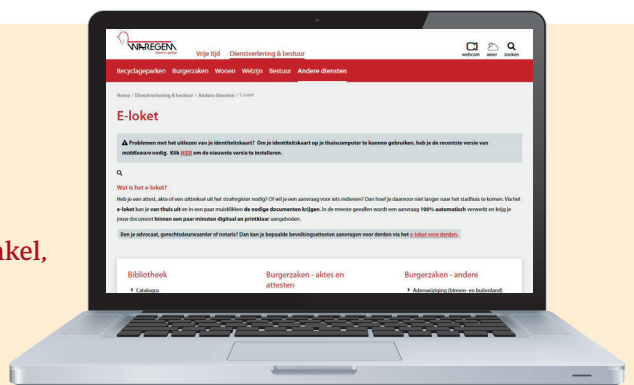 WAREGEM
Vrije tijd Dienstverlening & bestuur
webcam weer zoeken
Recyclageparken Burgerzaken Wonen Welzijn Bestuur Andere diensten
Home / Dienstverlening & bestuur / Andere diensten / E-loket
E-loket
Problemen met het uitlezen van je identiteitskaart? Om je identiteitskaart op je thuiscomputer te kunnen gebruiken, heb je de recentste versie van
middleware nodig. Klik HIER om de nieuwste versie te installeren.
Wat is het e-loket?
Heb je een attest, akte of een uittreksel uit het strafregister nodig? Of wil je een aanvraag voor iets indienen? Dan hoef je daarvoor niet langer naar het stadhuis te komen. Via het
e-loket kan je van thuis uit en in een paar muisklikken de nodige documenten krijgen. In de meeste gevallen wordt een aanvraag 100% automatisch verwerkt en krijg je
jouw document binnen een paar minuten digitaal en printklaar aangeboden.
Ben je advocaat, gerechtsdeurwaarder of notaris? Dan kan je bepaalde bevolkingsattesten aanvragen voor derden via het e-loket voor derden.
nkel,
Bibliotheek
Catalogus
Burgerzaken - aktes en
attesten
Burgerzaken - andere
Adreswijziging (binnen- en buitenland)